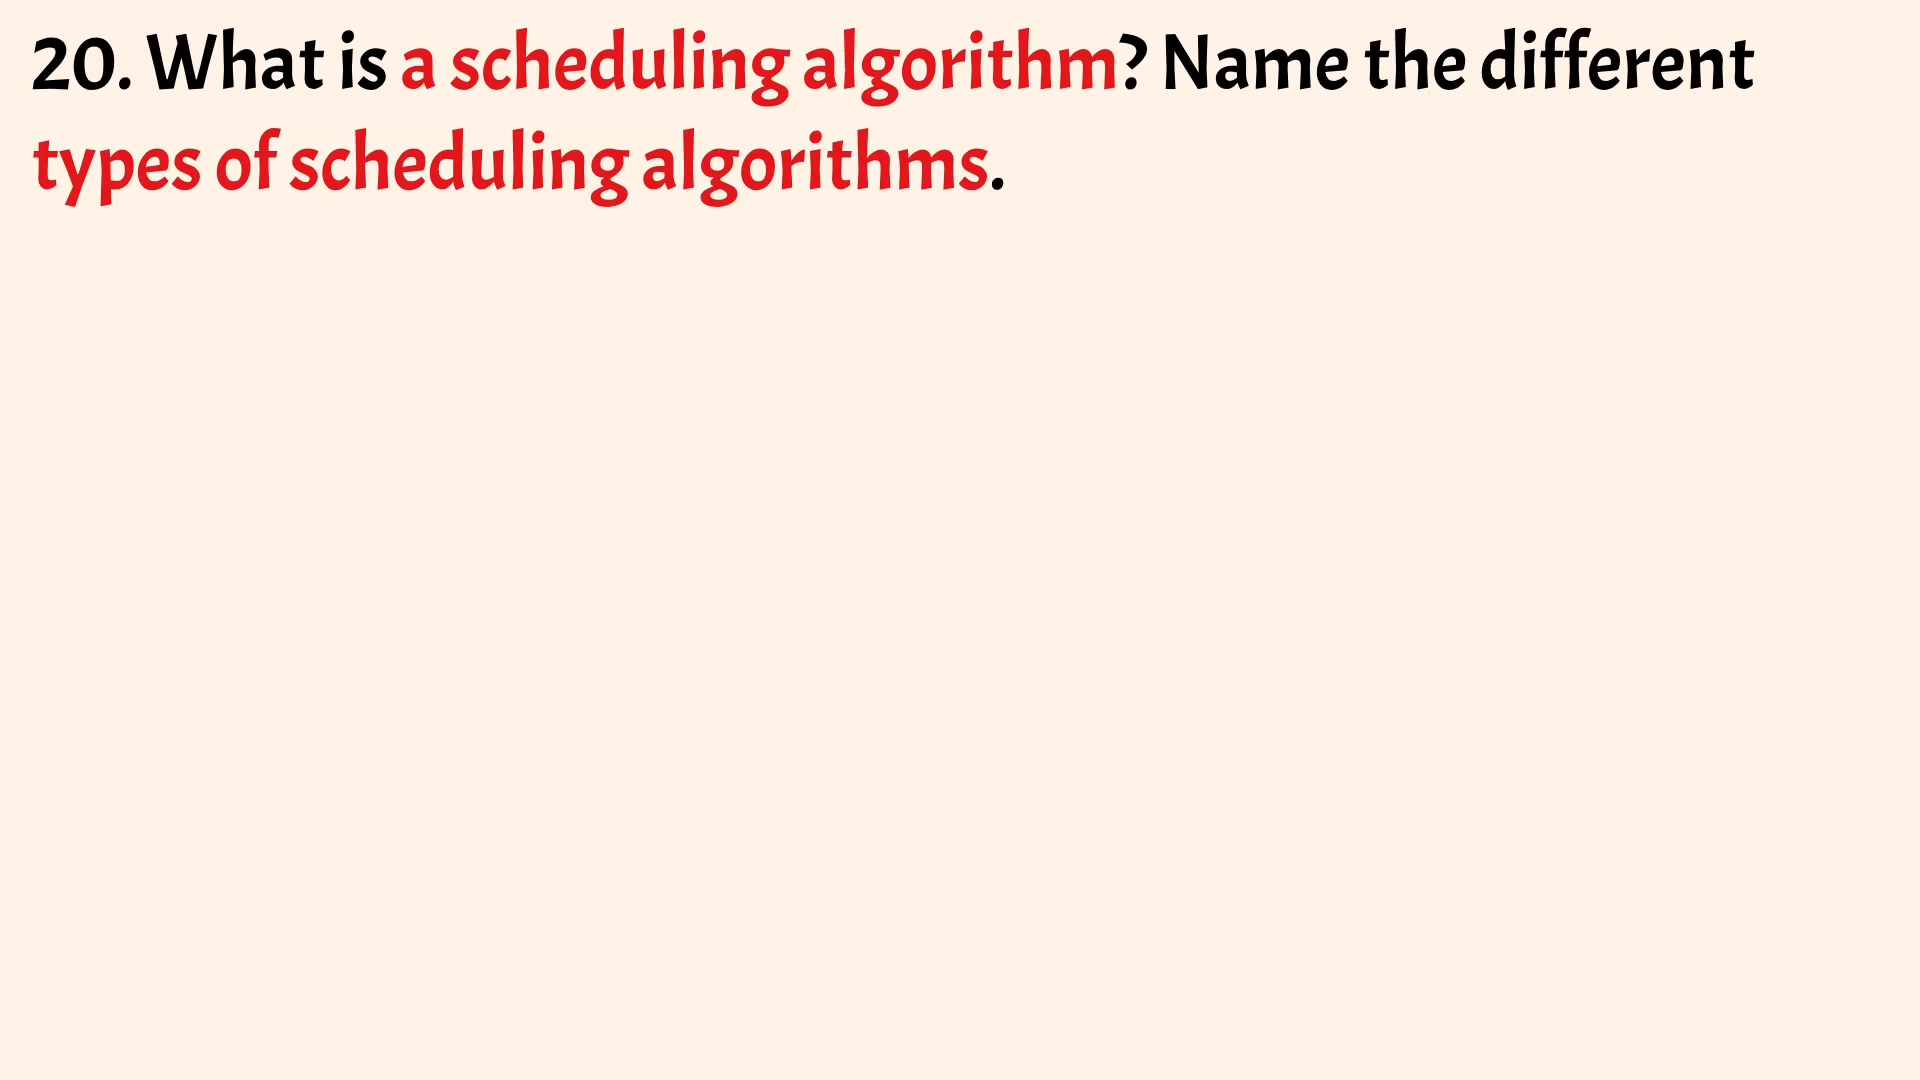 20. What is a scheduling algorithm? Name the different
types of scheduling algorithms.